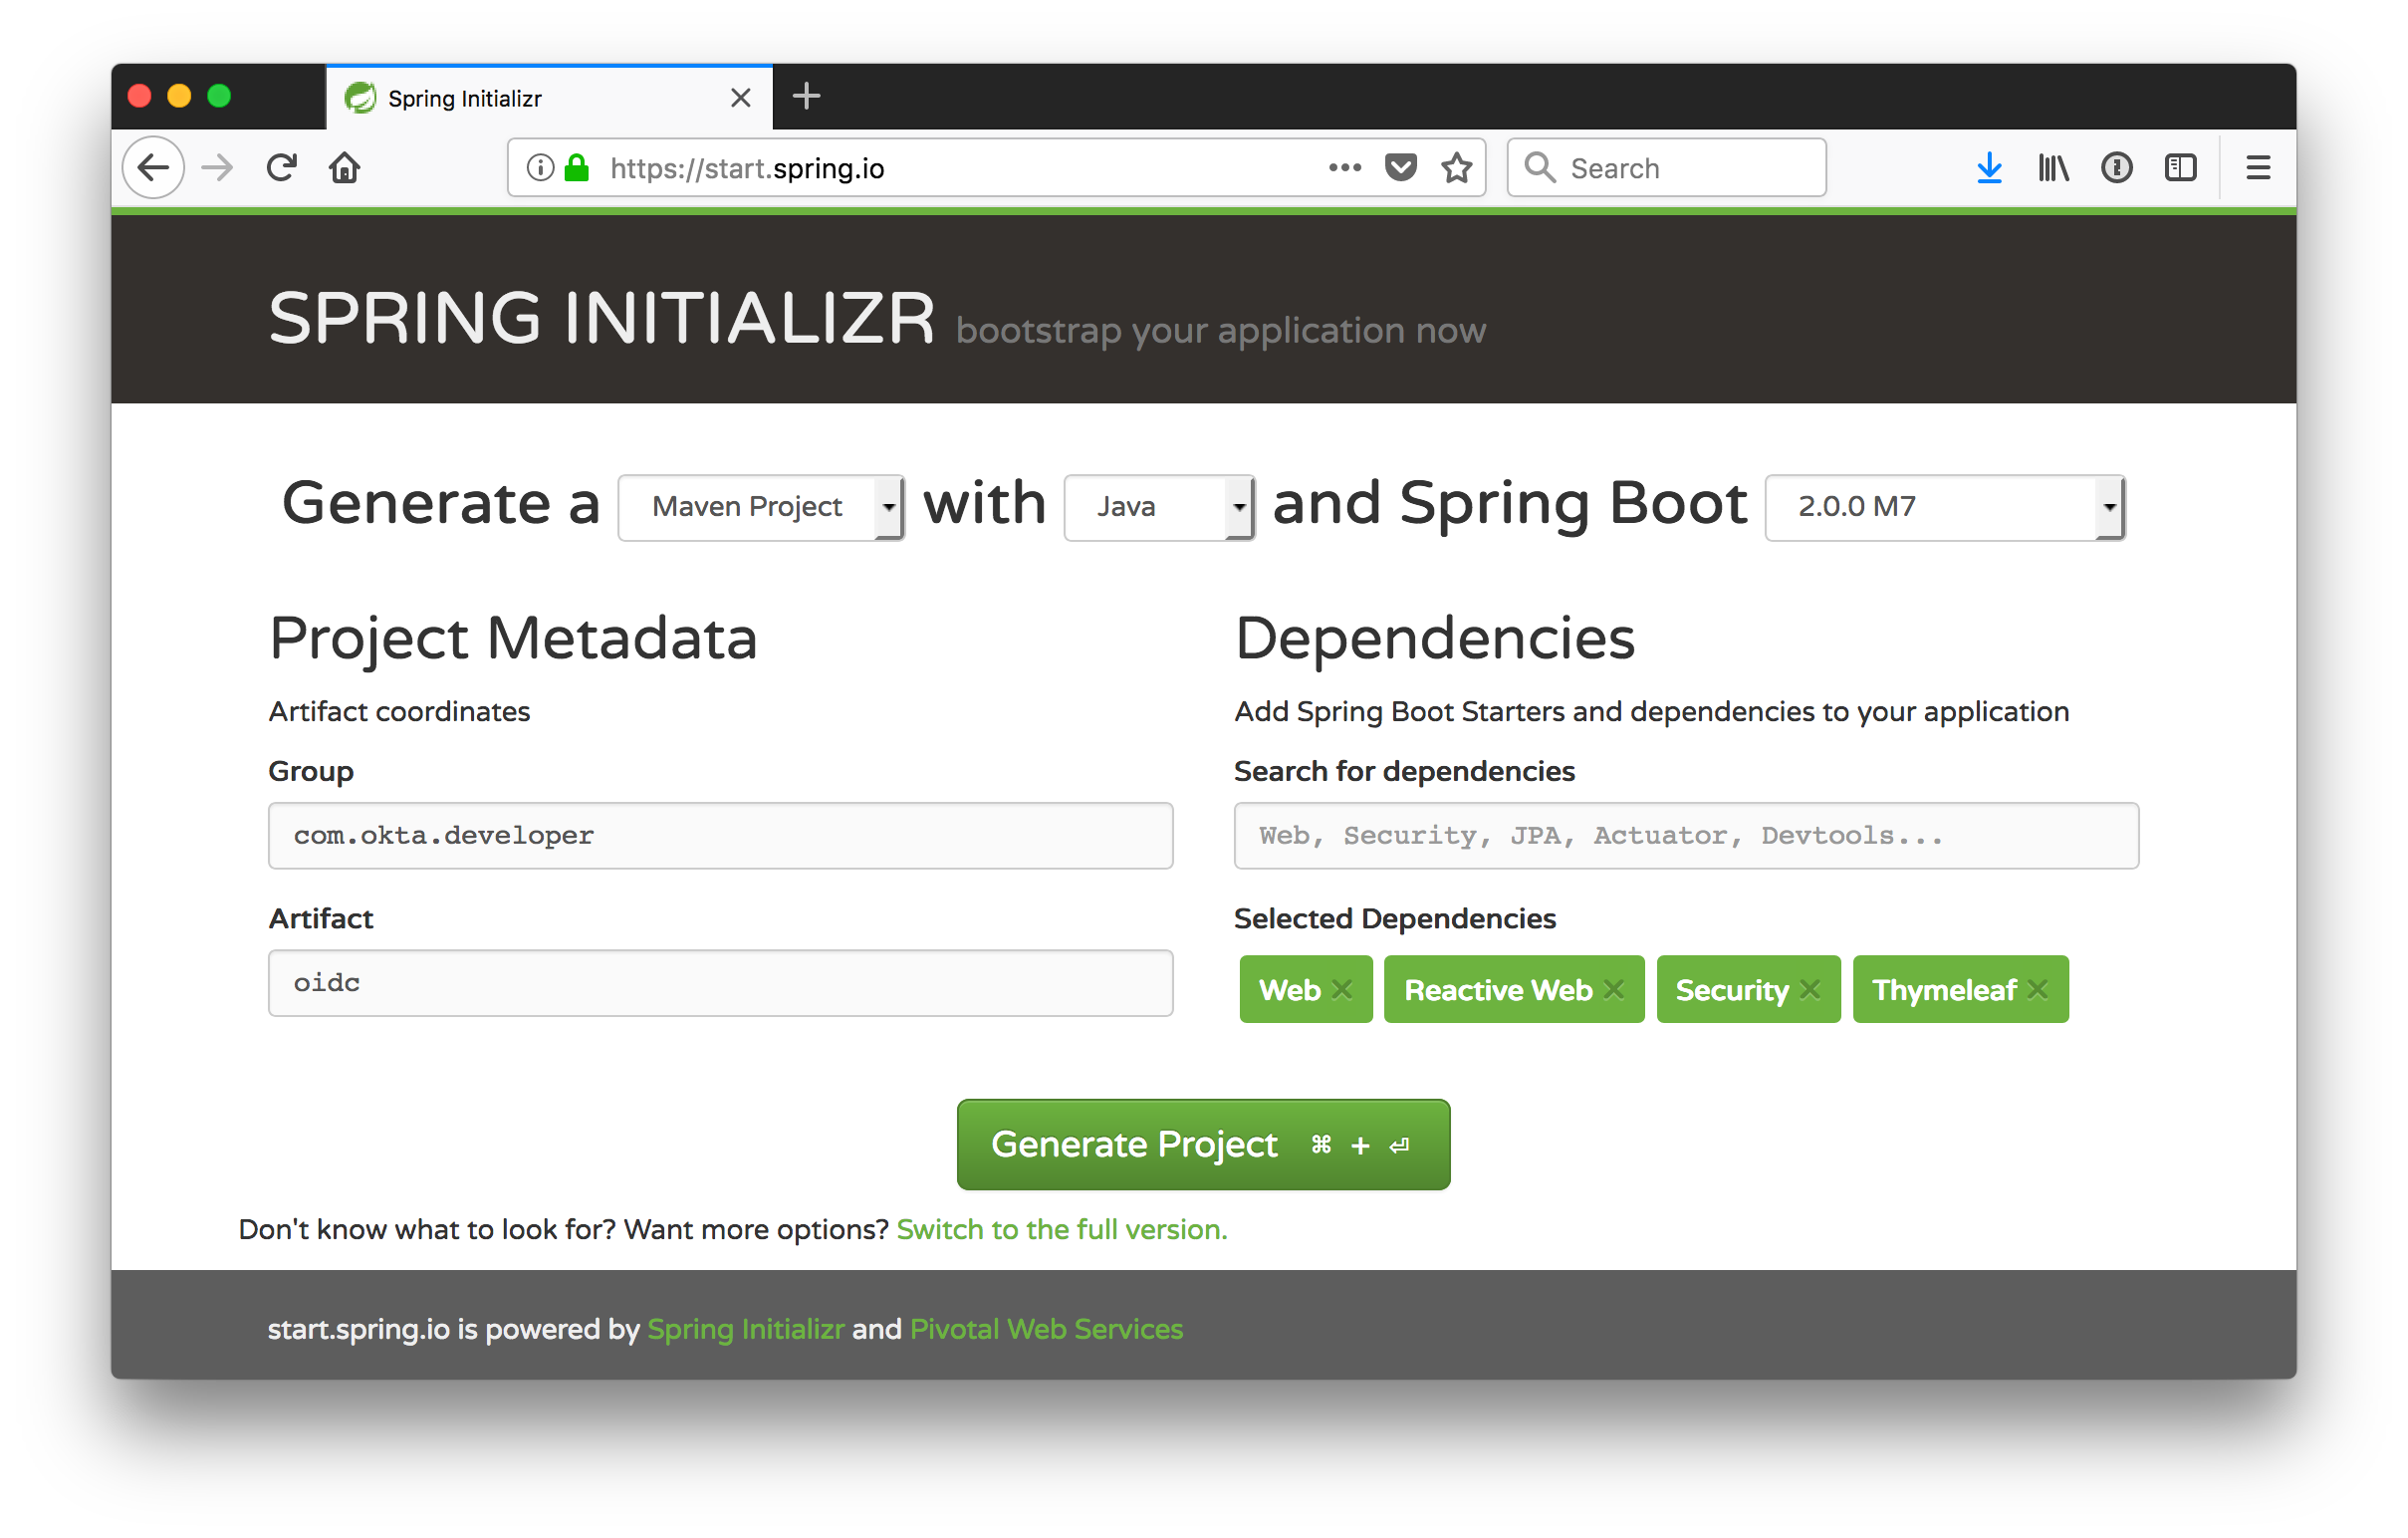 Spring Initializr
https://start.spring.io
Search
SPRING INITIALIZR bootstrap your application now
Generate a Maven Project with Java and Spring Boot 2.0.0 M7
Project Metadata
Artifact coordinates
Group
com.okta.developer
Artifact
oidc
Dependencies
Add Spring Boot Starters and dependencies to your application
Search for dependencies
Web, Security, JPA, Actuator, Devtools...
Selected Dependencies
Web × Reactive Web × Security × Thymeleaf ×
Generate Project ⌘ + ⏎
Don't know what to look for? Want more options? Switch to the full version.
start.spring.io is powered by Spring Initializr and Pivotal Web Services